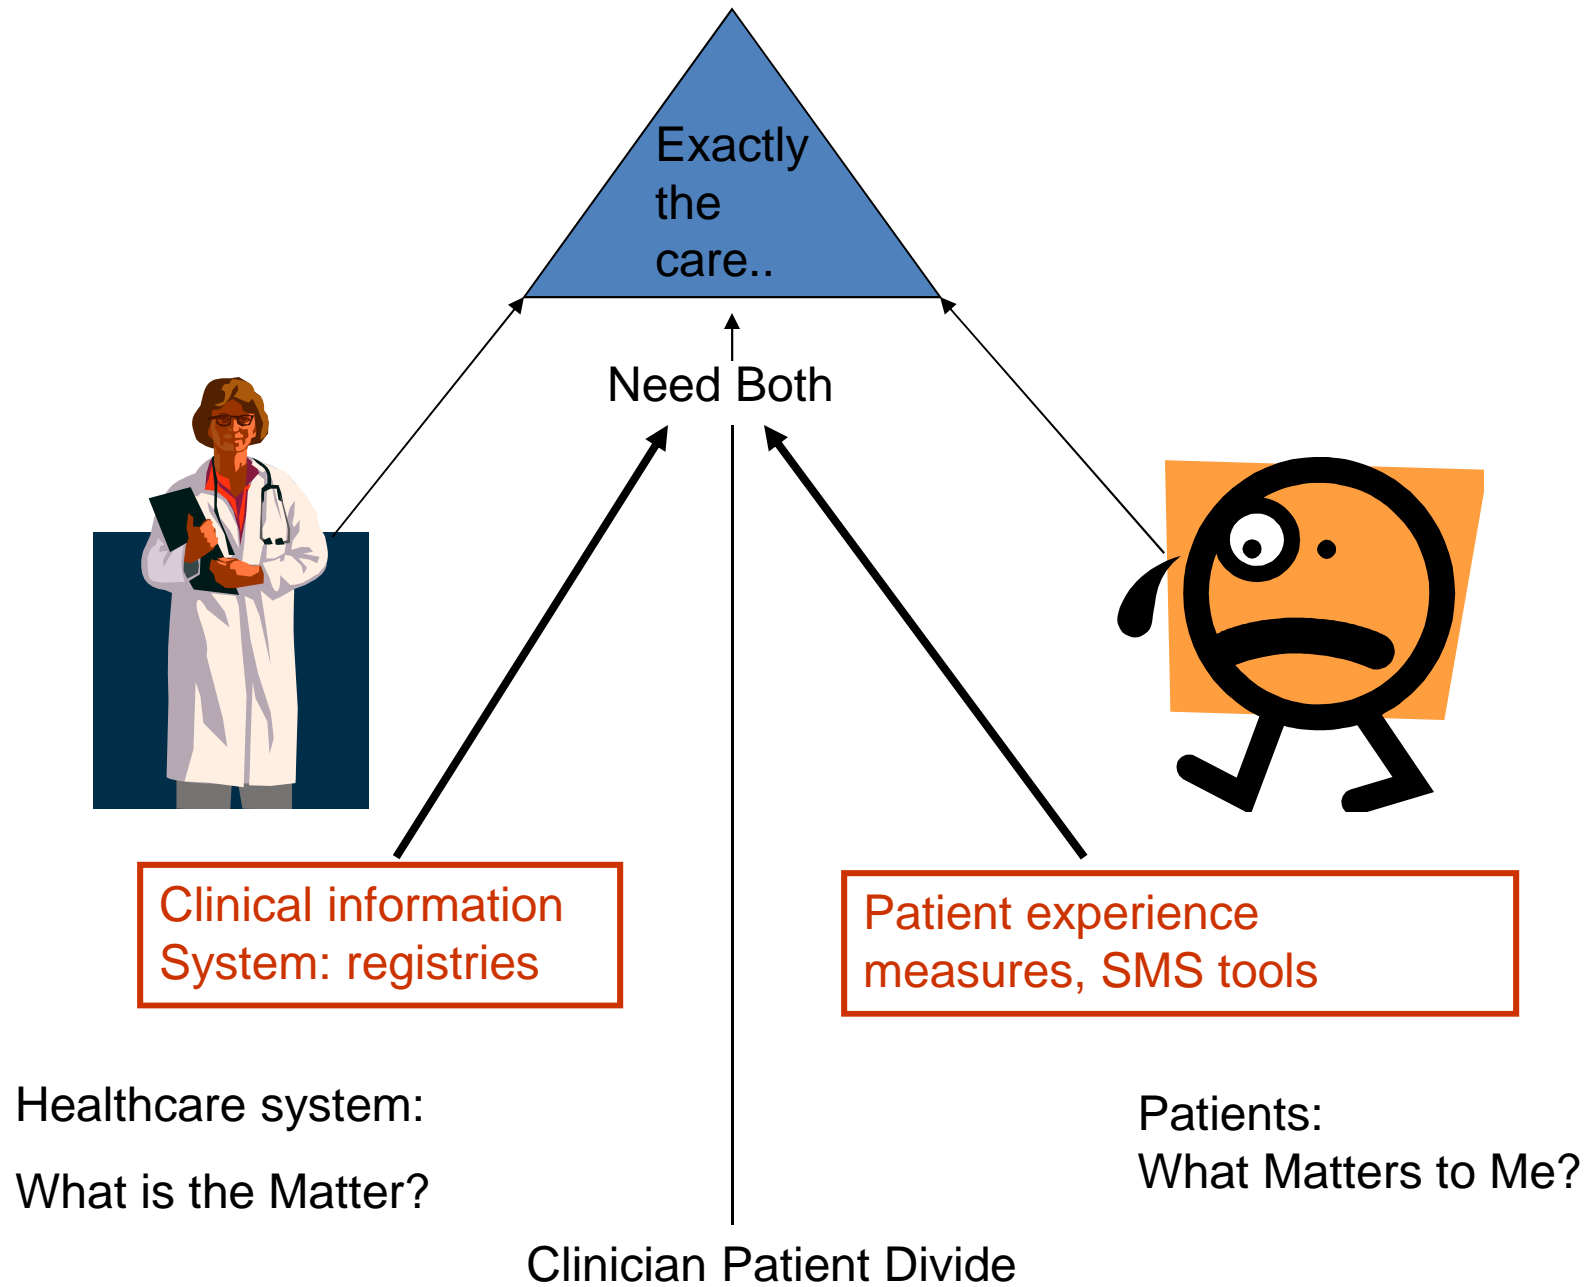 Exactly
the
care..
Need Both
Clinical information
System: registries
Patient experience
measures, SMS tools
Healthcare system:
What is the Matter?
Patients:
What Matters to Me?
Clinician Patient Divide